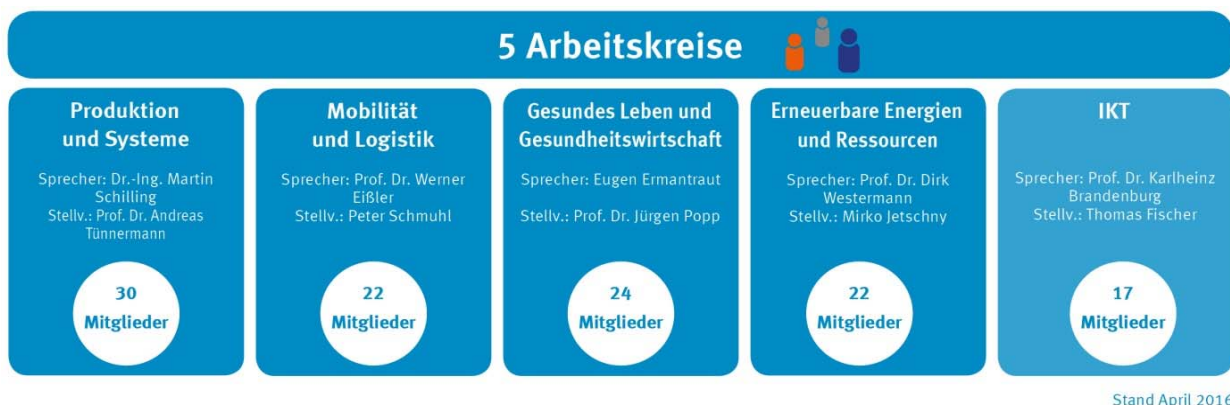 5 Arbeitskreise
Produktion
und Systeme
Sprecher: Dr.-Ing. Martin
Schilling
Stellv.: Prof. Dr. Andreas
Tünnermann
30
Mitglieder
Mobilität
und Logistik
Sprecher: Prof. Dr. Werner
Eißler
Stellv.: Peter Schmuhl
22
Mitglieder
Gesundes Leben und
Gesundheitswirtschaft
Sprecher: Eugen Ermantraut
Stellv.: Prof. Dr. Jürgen Popp
24
Mitglieder
Erneuerbare Energien
und Ressourcen
Sprecher: Prof. Dr. Dirk
Westermann
Stellv.: Mirko Jetschny
22
Mitglieder
IKT
Sprecher: Prof. Dr. Karlheinz
Brandenburg
Stellv.: Thomas Fischer
17
Mitglieder
Stand April 2016